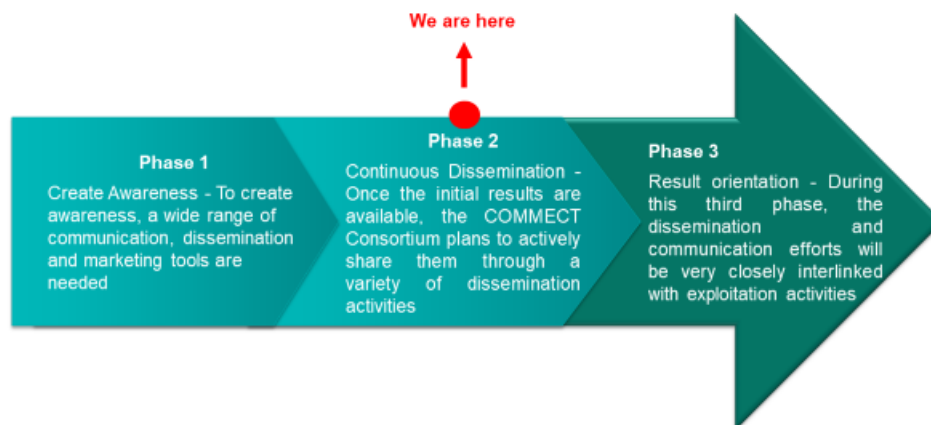 We are here
Phase 1
Create Awareness - To create
awareness, a wide range of
communication, dissemination
and marketing tools are
needed
Phase 2
Continuous Dissemination -
Once the initial results are
available, the COMMECT
Consortium plans to actively
share them through a
variety of dissemination
activities
Phase 3
Result orientation - During
this third phase, the
dissemination and
communication efforts will
be very closely interlinked
with exploitation activities